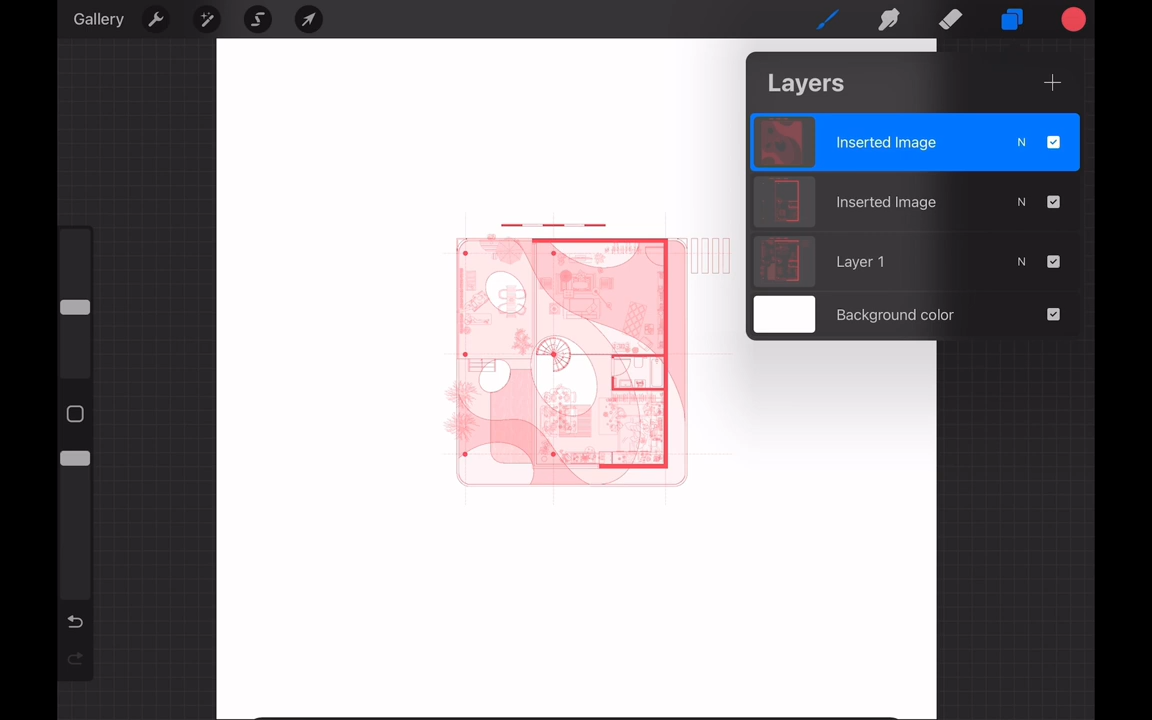 Gallery
Layers
Inserted Image N
Inserted Image N
Layer 1 N
Background color